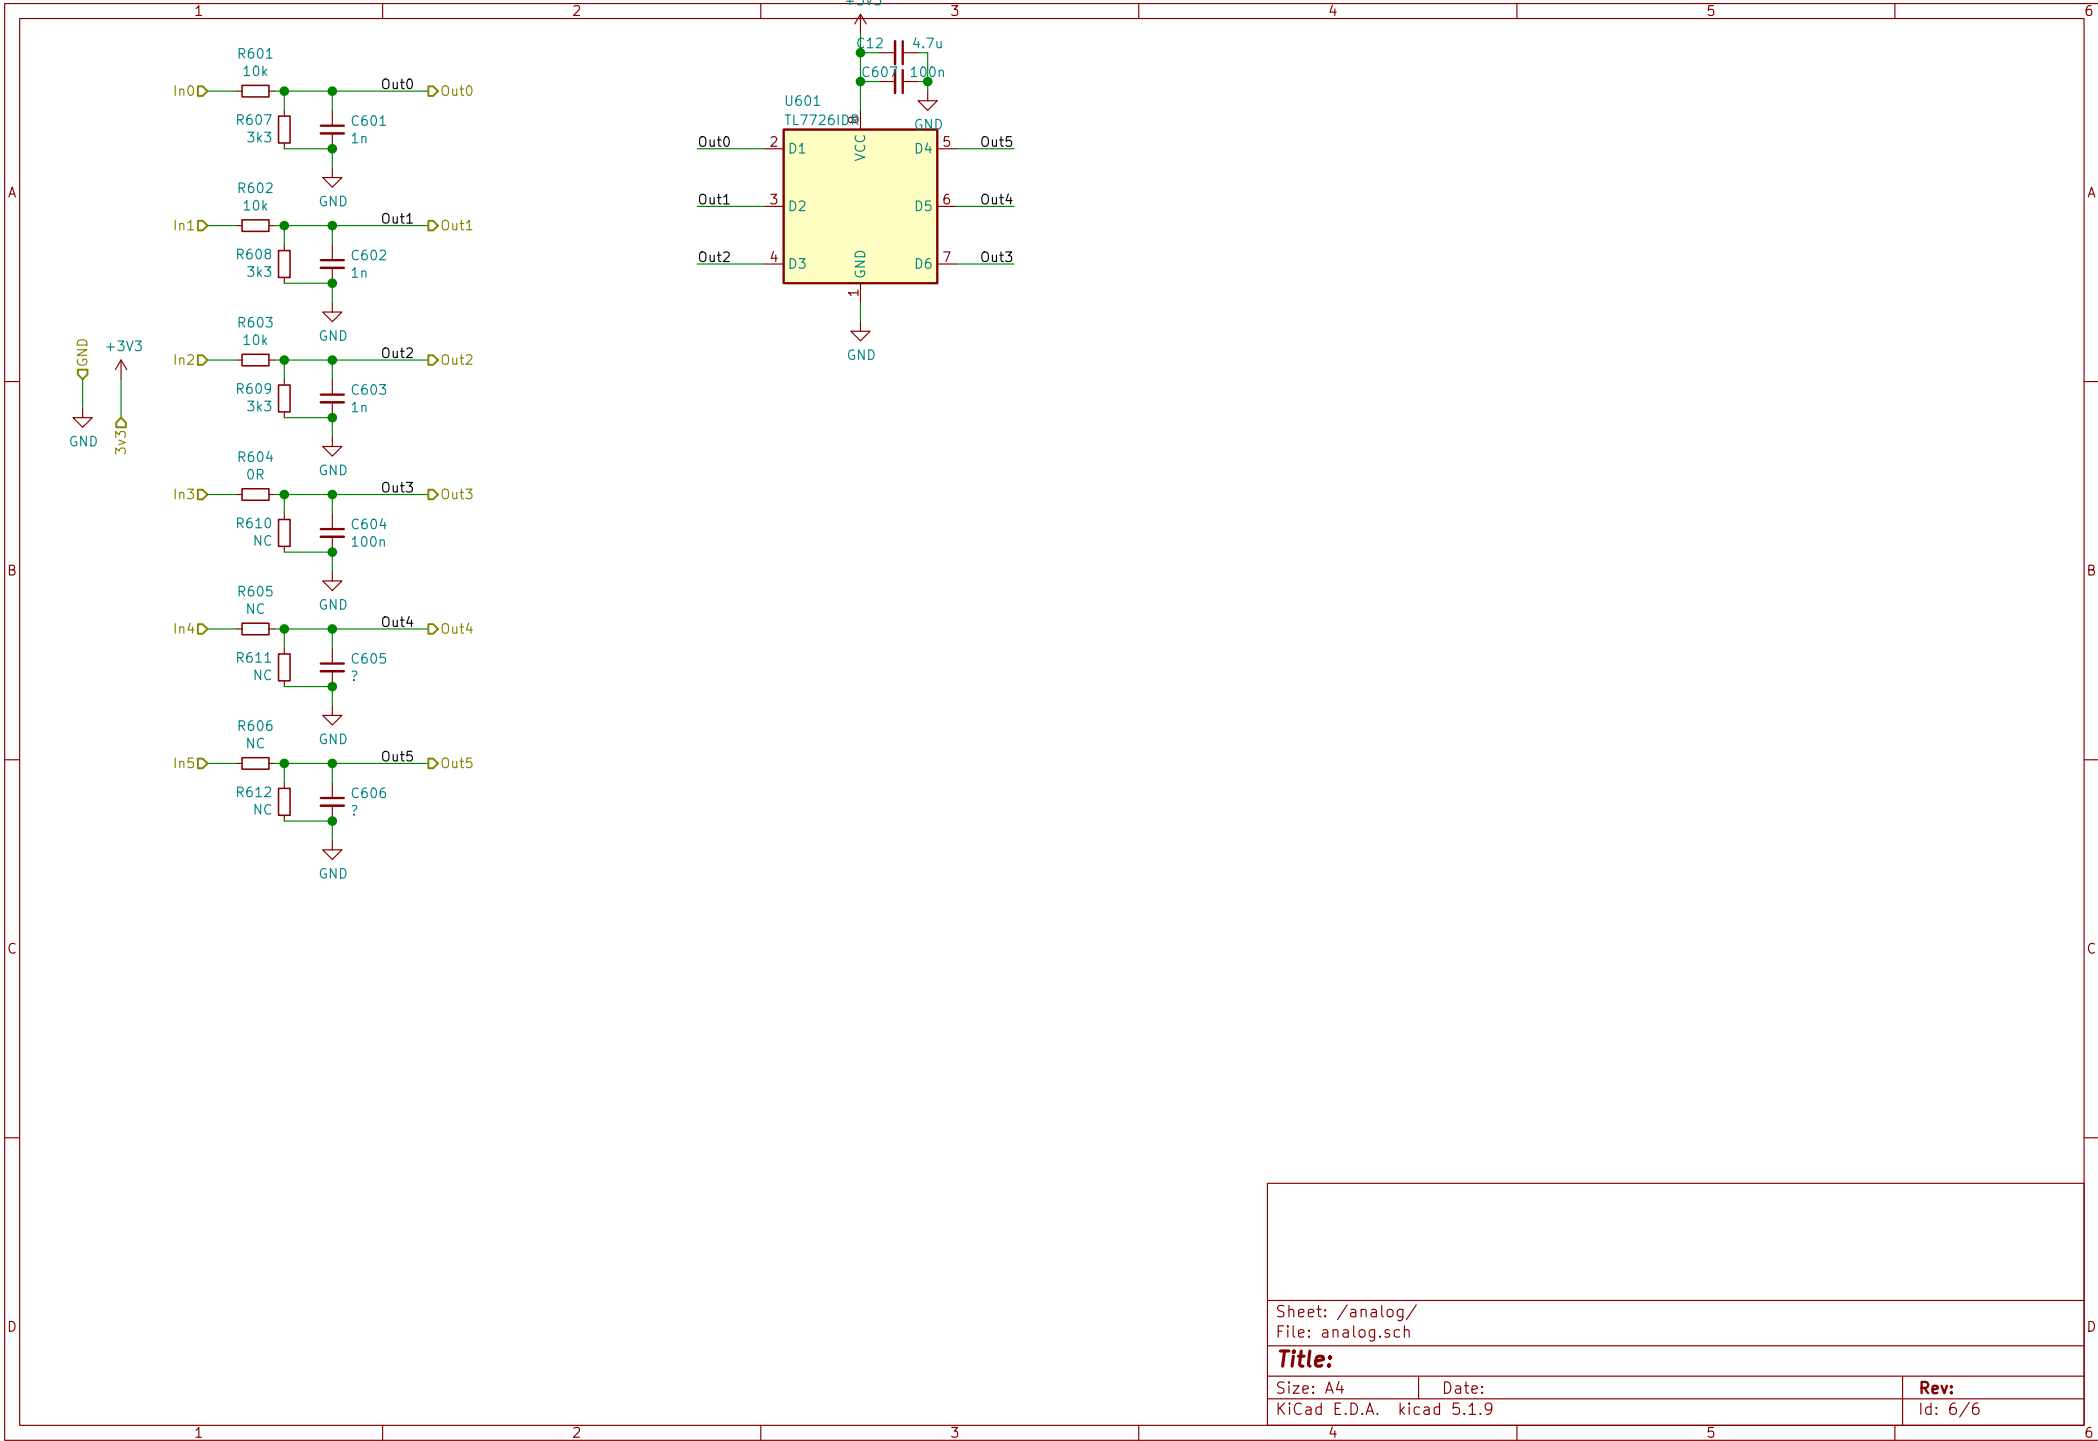 1 2 3 4 5 6
+3V3
R601
10k
In0
Out0
Out0
R607
3k3
C601
1n
GND
R602
10k
In1
Out1
Out1
R608
3k3
C602
1n
GND
R603
10k
In2
Out2
Out2
R609
3k3
C603
1n
GND
GND
GND
+3V3
3v3
R604
0R
In3
Out3
Out3
R610
NC
C604
100n
GND
R605
NC
In4
Out4
Out4
R611
NC
C605
?
GND
R606
NC
In5
Out5
Out5
R612
NC
C606
?
GND
C12 4.7u
C607 100n
GND
U601
TL7726IDR
8
VCC
Out0 2 D1
D4 5 Out5
Out1 3 D2
D5 6 Out4
Out2 4 D3
D6 7 Out3
GND
1
GND
A A
B B
C C
D D
Sheet: /analog/
File: analog.sch
Title:
Size: A4 Date: Rev:
KiCad E.D.A. kicad 5.1.9 Id: 6/6
1 2 3 4 5 6